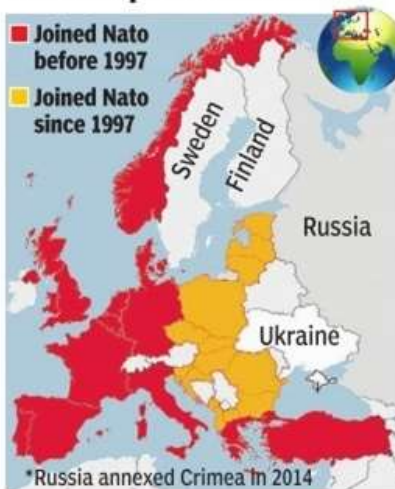 Joined Nato
before 1997
Joined Nato
since 1997
Sweden
Finland
Russia
Ukraine
*Russia annexed Crimea in 2014